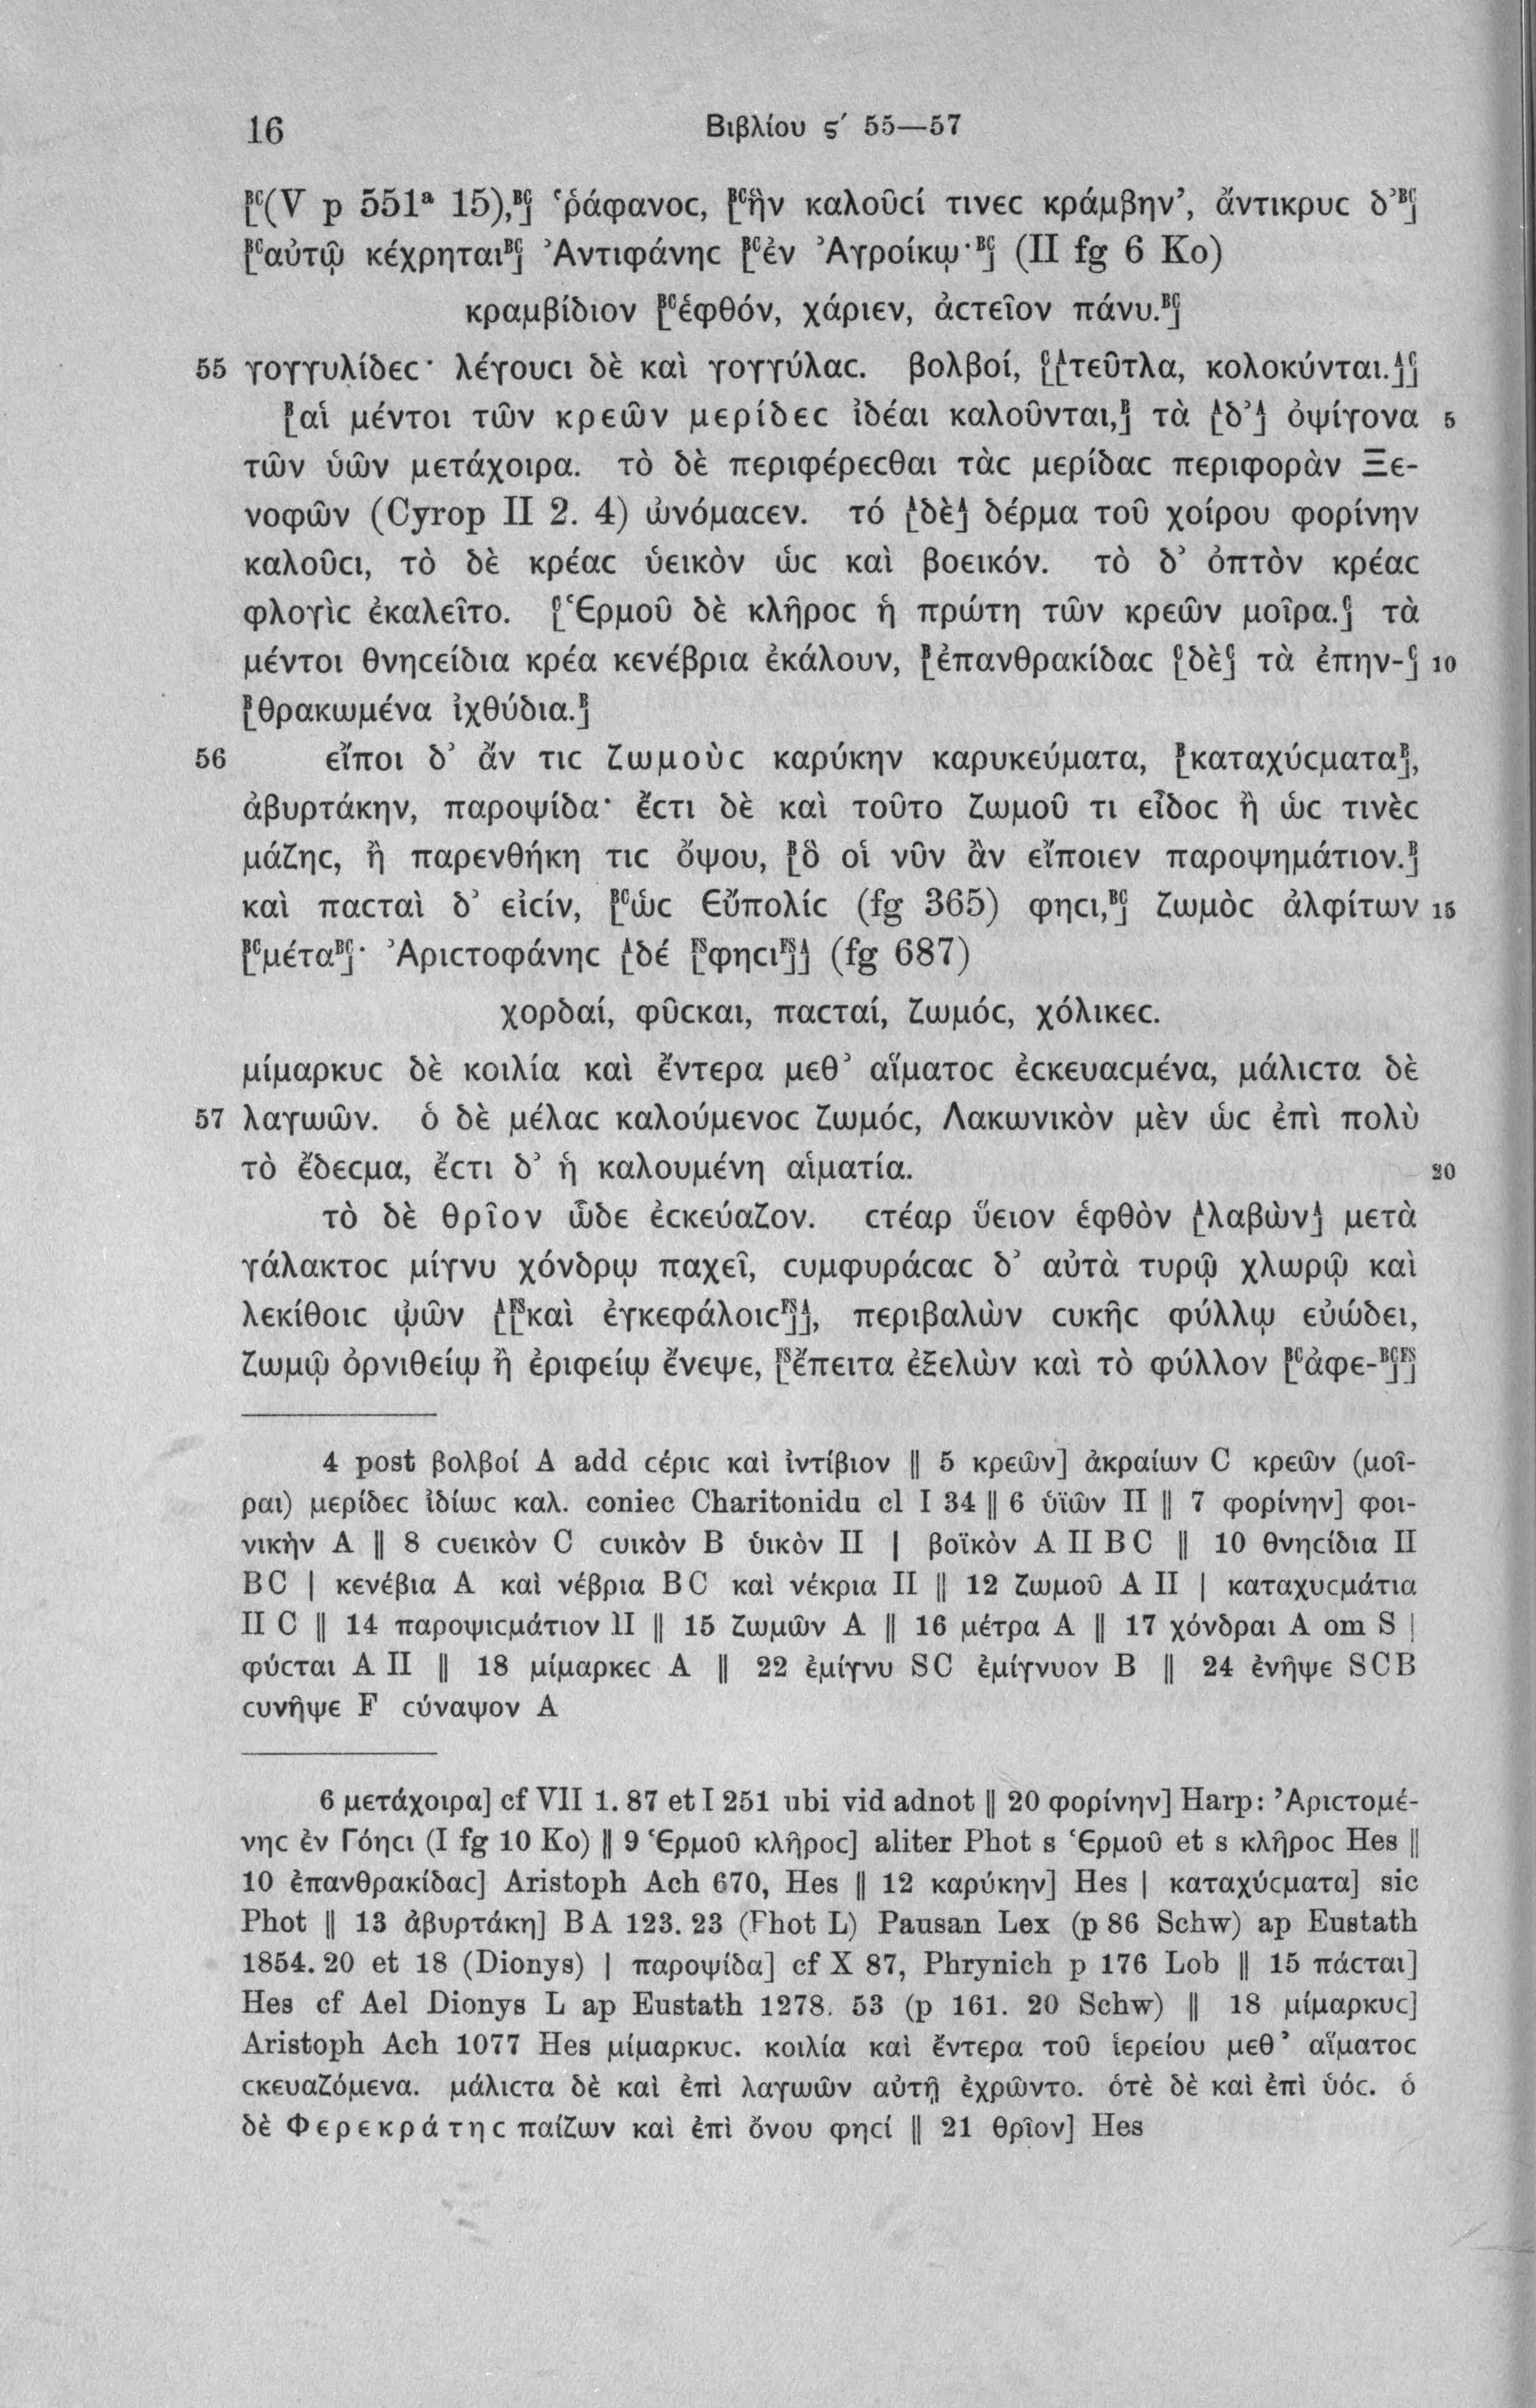 16 Βιβλίου ϛ′ 55—57
[ᴮᶜ(V p 551ᵃ 15),ᴮᶜ] ‘ῥάφανοϲ, [ᴮᶜἣν καλοῦϲί τινεϲ κράμβην’, ἄντικρυϲ δ’ᴮᶜ]
[ᴮᶜαὐτῷ κέχρηταιᴮᶜ] Ἀντιφάνηϲ [ᴮᶜἐν Ἀγροίκῳ·ᴮᶜ] (II fg 6 Ko)
κραμβίδιον [ᴮᶜἑφθόν, χάριεν, ἀϲτεῖον πάνυ.ᴮᶜ]
55 γογγυλίδεϲ· λέγουϲι δὲ καὶ γογγύλαϲ. βολβοί, [ᶜ[ᴬτεῦτλα, κολοκύνται.ᴬ]ᶜ]
[ᴮαἱ μέντοι τῶν κρεῶν μερίδεϲ ἰδέαι καλοῦνται,ᴮ] τὰ [ᴬδ’ᴬ] ὀψίγονα 5
τῶν ὑῶν μετάχοιρα. τὸ δὲ περιφέρεϲθαι τὰϲ μερίδαϲ περιφορὰν Ξε-
νοφῶν (Cyrop II 2. 4) ὠνόμαϲεν. τό [ᴬδὲᴬ] δέρμα τοῦ χοίρου φορίνην
καλοῦϲι, τὸ δὲ κρέαϲ ὑεικὸν ὡϲ καὶ βοεικόν. τὸ δ’ ὀπτὸν κρέαϲ
φλογὶϲ ἐκαλεῖτο. [ᶜἙρμοῦ δὲ κλῆροϲ ἡ πρώτη τῶν κρεῶν μοῖρα.ᶜ] τὰ
μέντοι θνηϲείδια κρέα κενέβρια ἐκάλουν, [ᴮἐπανθρακίδαϲ [ᶜδὲᶜ] τὰ ἐπην-ᶜ] 10
[ᴮθρακωμένα ἰχθύδια.ᴮ]
56 εἴποι δ’ ἄν τιϲ ζωμοὺϲ καρύκην καρυκεύματα, [ᴮκαταχύϲματαᴮ],
ἀβυρτάκην, παροψίδα· ἔϲτι δὲ καὶ τοῦτο ζωμοῦ τι εἶδοϲ ἢ ὥϲ τινὲϲ
μάζηϲ, ἢ παρενθήκη τιϲ ὄψου, [ᴮὃ οἱ νῦν ἂν εἴποιεν παροψημάτιον.ᴮ]
καὶ παϲταὶ δ’ εἰϲίν, [ᴮᶜὥϲ Εὔπολίϲ (fg 365) φηϲι,ᴮᶜ] ζωμὸϲ ἀλφίτων 15
[ᴮᶜμέταᴮᶜ]· Ἀριϲτοφάνηϲ [ᴬδέ [ᶠˢφηϲιᶠˢ]ᴬ] (fg 687)
χορδαί, φῦϲκαι, παϲταί, ζωμόϲ, χόλικεϲ.
μίμαρκυϲ δὲ κοιλία καὶ ἔντερα μεθ’ αἵματοϲ ἐϲκευαϲμένα, μάλιϲτα δὲ
57 λαγωῶν. ὁ δὲ μέλαϲ καλούμενοϲ ζωμόϲ, Λακωνικὸν μὲν ὡϲ ἐπὶ πολὺ
τὸ ἔδεϲμα, ἔϲτι δ’ ἡ καλουμένη αἱματία. 20
τὸ δὲ θρῖον ὧδε ἐϲκεύαζον. ϲτέαρ ὕειον ἑφθὸν [ᴬλαβὼνᴬ] μετὰ
γάλακτοϲ μίγνυ χόνδρῳ παχεῖ, ϲυμφυράϲαϲ δ’ αὐτὰ τυρῷ χλωρῷ καὶ
λεκίθοιϲ ᾠῶν [ᴬ[ᶠˢκαὶ ἐγκεφάλοιϲᶠˢ]ᴬ], περιβαλὼν ϲυκῆϲ φύλλῳ εὐώδει,
ζωμῷ ὀρνιθείῳ ἢ ἐριφείῳ ἔνεψε, [ᶠˢἔπειτα ἐξελὼν καὶ τὸ φύλλον [ᴮᶜἀφε-ᴮᶜ]ᶠˢ]
4 post βολβοί A add ϲέριϲ καὶ ἰντίβιον || 5 κρεῶν] ἀκραίων C κρεῶν (μοῖ-
ραι) μερίδεϲ ἰδίωϲ καλ. coniec Charitonidu cl I 34 || 6 ὑϊῶν II || 7 φορίνην] φοι-
νικὴν A || 8 ϲυεικὸν C ϲυικὸν B ὑικὸν II | βοϊκὸν A II B C || 10 θνηϲίδια II
BC | κενέβια A καὶ νέβρια BC καὶ νέκρια II || 12 ζωμοῦ A II | καταχυϲμάτια
II C || 14 παροψιϲμάτιον II || 15 ζωμῶν A || 16 μέτρα A || 17 χόνδραι A om S |
φύϲται A II || 18 μίμαρκεϲ A || 22 ἐμίγνυ SC ἐμίγνυον B || 24 ἐνῆψε SCB
ϲυνῆψε F ϲύναψον A
6 μετάχοιρα] cf VII 1. 87 et I 251 ubi vid adnot || 20 φορίνην] Harp: Ἀριϲτομέ-
νηϲ ἐν Γόηϲι (I fg 10 Ko) || 9 Ἑρμοῦ κλῆροϲ] aliter Phot s Ἑρμοῦ et s κλῆροϲ Hes ||
10 ἐπανθρακίδαϲ] Aristoph Ach 670, Hes || 12 καρύκην] Hes | καταχύϲματα] sic
Phot || 13 ἀβυρτάκη] BA 123. 23 (Phot L) Pausan Lex (p 86 Schw) ap Eustath
1854. 20 et 18 (Dionys) | παροψίδα] cf X 87, Phrynich p 176 Lob || 15 πάϲται]
Hes cf Ael Dionys L ap Eustath 1278. 53 (p 161. 20 Schw) || 18 μίμαρκυϲ]
Aristoph Ach 1077 Hes μίμαρκυϲ. κοιλία καὶ ἔντερα τοῦ ἱερείου μεθ’ αἵματοϲ
ϲκευαζόμενα. μάλιϲτα δὲ καὶ ἐπὶ λαγωῶν αὐτῇ ἐχρῶντο. ὁτὲ δὲ καὶ ἐπὶ ὑόϲ. ὁ
δὲ Φερεκράτηϲ παίζων καὶ ἐπὶ ὄνου φηϲί || 21 θρῖον] Hes